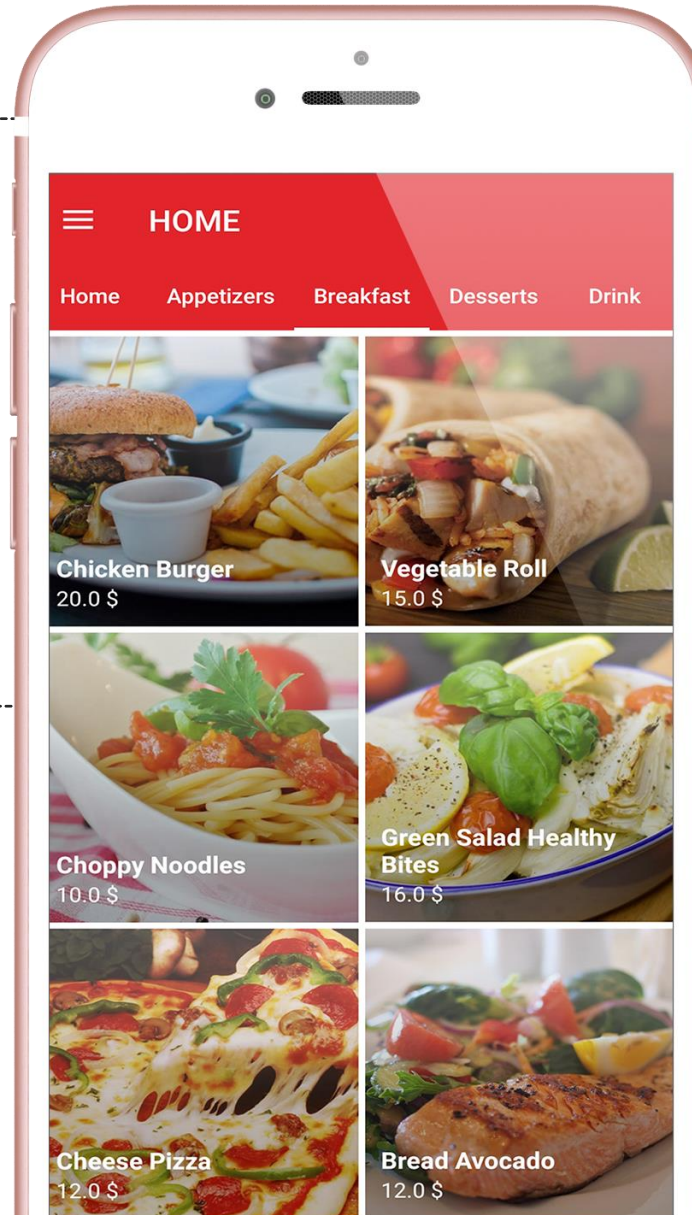 HOME
Home Appetizers Breakfast Desserts Drink
Chicken Burger
20.0 $
Vegetable Roll
15.0 $
Choppy Noodles
10.0 $
Green Salad Healthy
Bites
16.0 $
Cheese Pizza
12.0 $
Bread Avocado
12.0 $